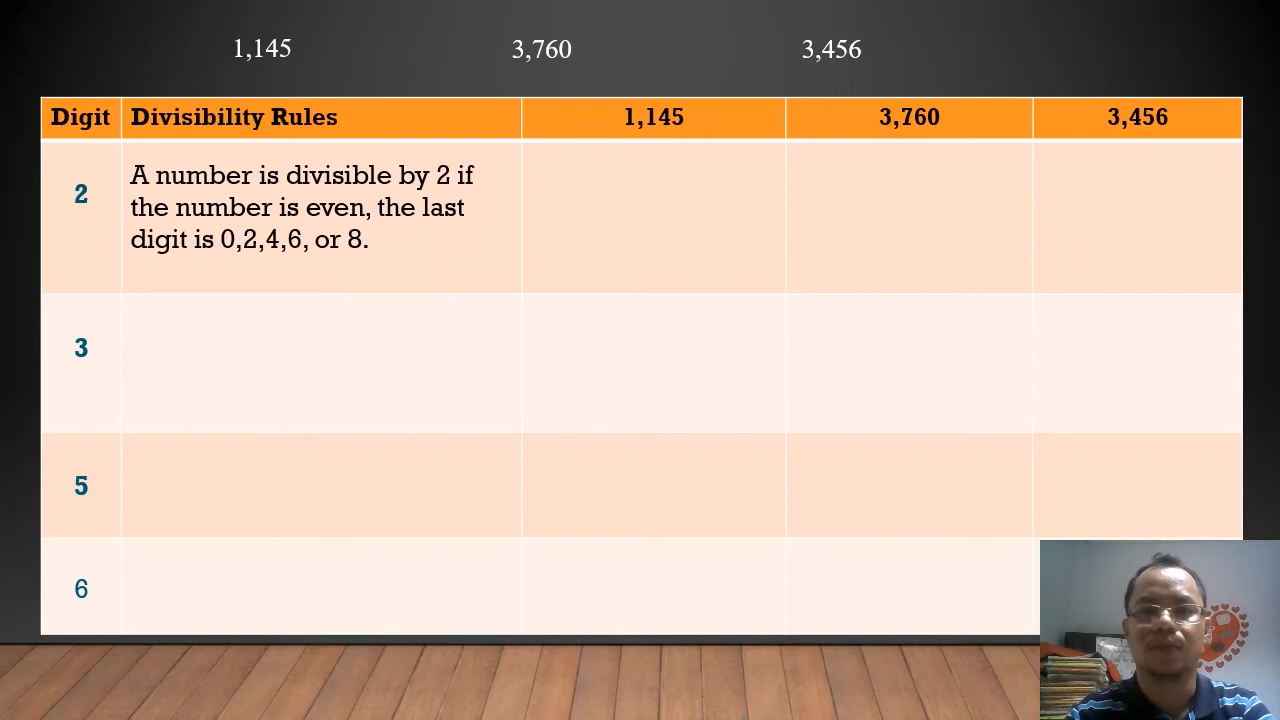 1,145 3,760 3,456
Digit Divisibility Rules 1,145 3,760 3,456
2
A number is divisible by 2 if
the number is even, the last
digit is 0,2,4,6, or 8.
3
5
6